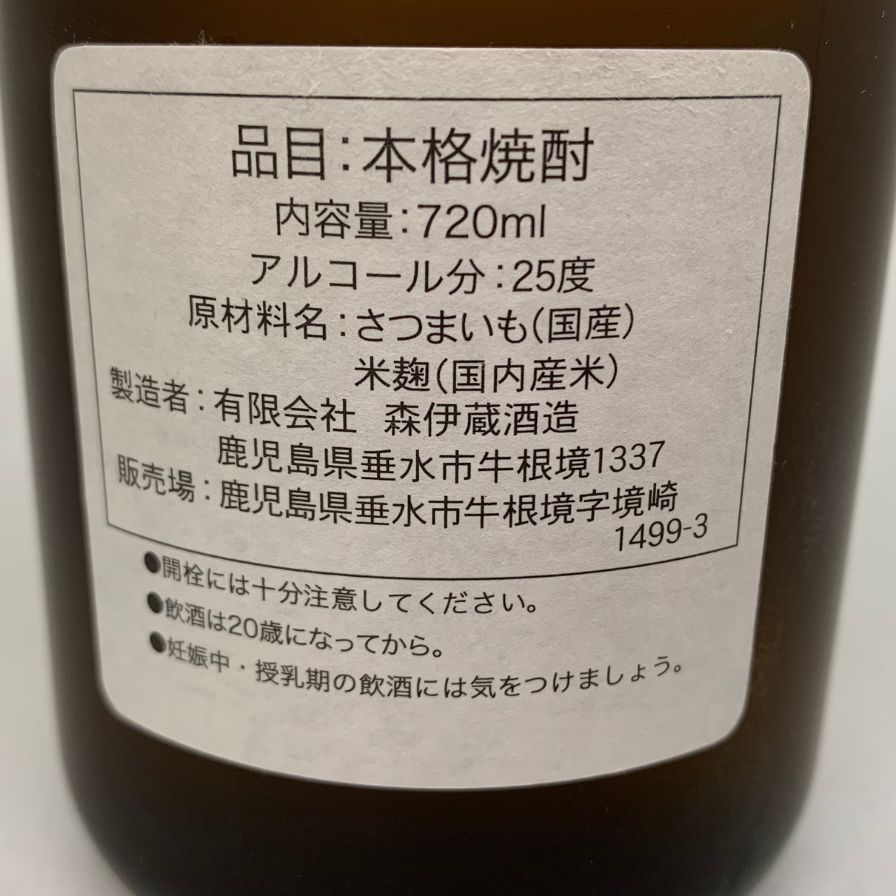 品目：本格焼酎
内容量：720ml
アルコール分：25度
原材料名：さつまいも（国産）
米麹（国内産米）
製造者：有限会社 森伊蔵酒造
鹿児島県垂水市牛根境1337
販売場：鹿児島県垂水市牛根境字境崎
1499-3
●開栓には十分注意してください。
●飲酒は20歳になってから。
●妊娠中・授乳期の飲酒には気をつけましょう。